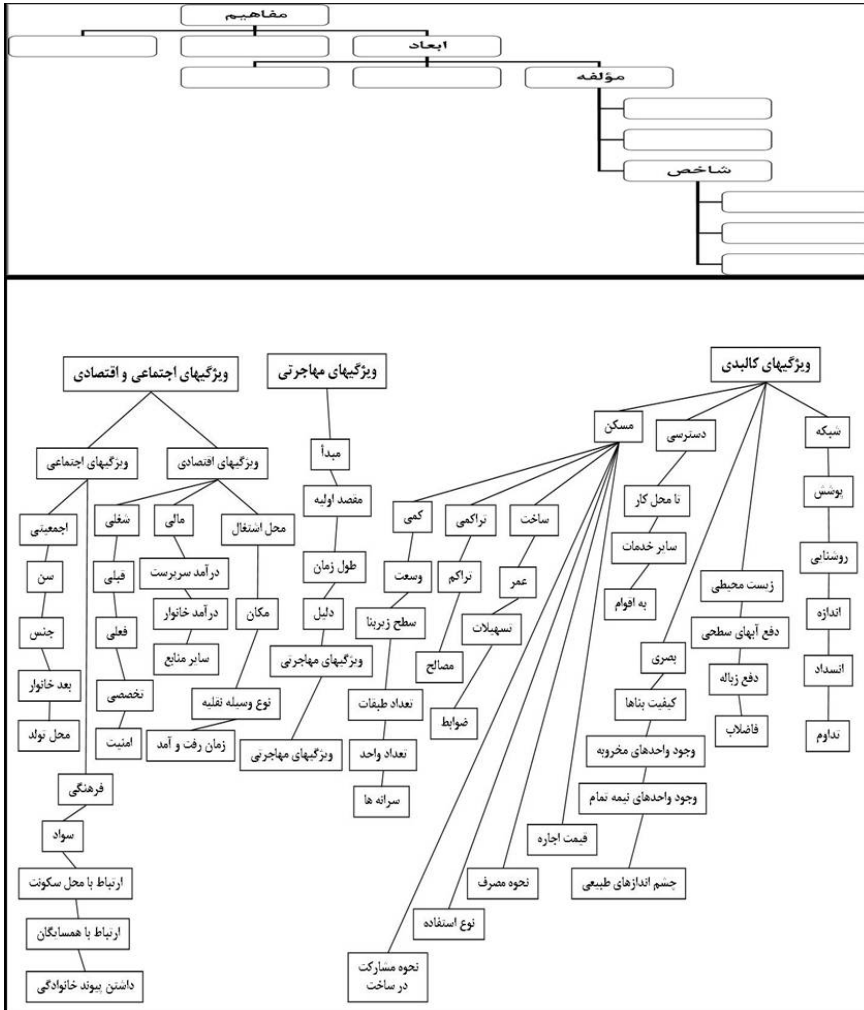 مفاهیم
ابعاد
مؤلفه
شاخص
ویژگیهای کالبدی
شبکه
پوشش
روشنایی
اندازه
انسداد
تداوم
زیست محیطی
دفع آبهای سطحی
دفع زباله
فاضلاب
بصری
کیفیت بناها
وجود واحدهای مخروبه
وجود واحدهای نیمه تمام
چشم اندازهای طبیعی
دسترسی
تا محل کار
سایر خدمات
به اقوام
مسکن
ساخت
عمر
تسهیلات
ضوابط
تراکمی
تراکم
مصالح
کمی
وسعت
سطح زیربنا
تعداد طبقات
تعداد واحد
سرانه ها
قیمت اجاره
نحوه مصرف
نوع استفاده
نحوه مشارکت
در ساخت
ویژگیهای مهاجرتی
مبدأ
مقصد اولیه
طول زمان
دلیل
ویژگیهای مهاجرتی
ویژگیهای مهاجرتی
ویژگیهای اجتماعی و اقتصادی
ویژگیهای اقتصادی
محل اشتغال
مکان
نوع وسیله نقلیه
زمان رفت و آمد
مالی
درآمد سرپرست
درآمد خانوار
سایر منابع
شغلی
قبلی
فعلی
تخصصی
امنیت
ویژگیهای اجتماعی
اجمعیتی
سن
جنس
بعد خانوار
محل تولد
فرهنگی
سواد
ارتباط با محل سکونت
ارتباط با همسایگان
داشتن پیوند خانوادگی